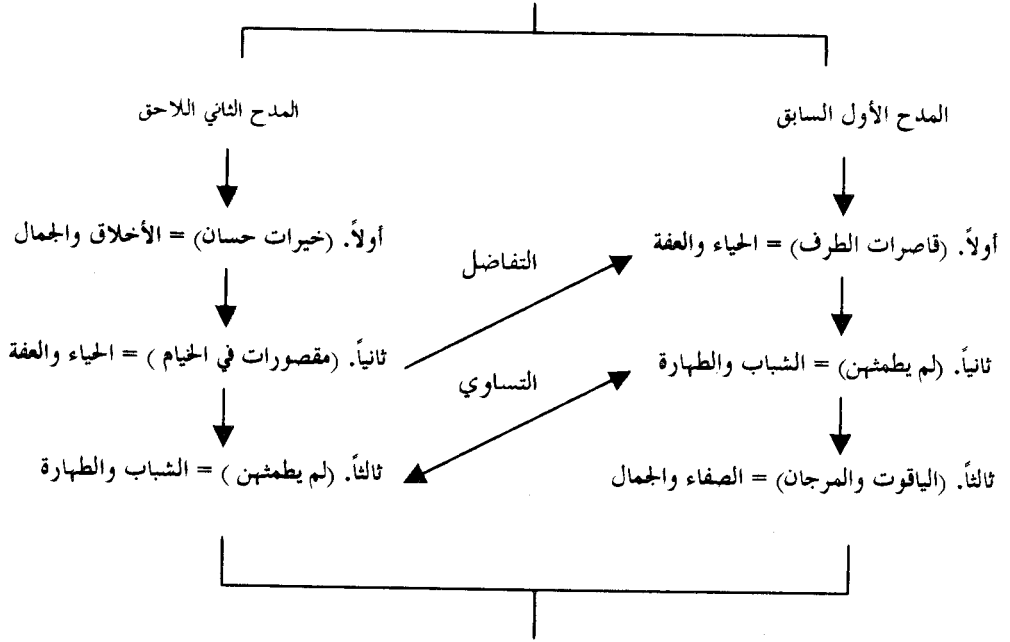 المدح الأول السابق
أولاً. (قاصرات الطرف) = الحياء والعفة
ثانياً. (لم يطمثهن) = الشباب والطهارة
ثالثاً. (الياقوت والمرجان) = الصفاء والجمال
التفاضل
التساوي
المدح الثاني اللاحق
أولاً. (خيرات حسان) = الأخلاق والجمال
ثانياً. (مقصورات في الخيام ) = الحياء والعفة
ثالثاً. (لم يطمثهن ) = الشباب والطهارة